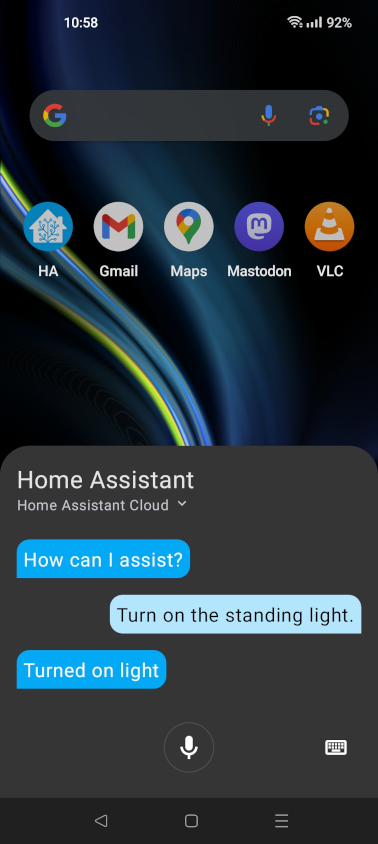 10:58 92%
HA Gmail Maps Mastodon VLC
Home Assistant
Home Assistant Cloud
How can I assist?
Turn on the standing light.
Turned on light